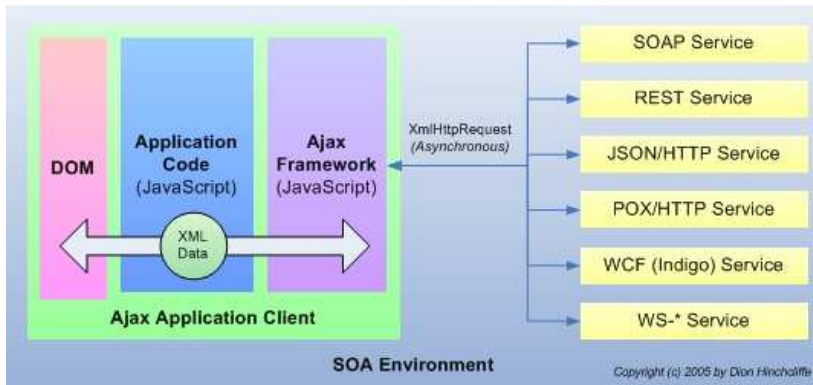 DOM
Application
Code
(JavaScript)
Ajax
Framework
(JavaScript)
XML
Data
Ajax Application Client
XmlHttpRequest
(Asynchronous)
SOAP Service
REST Service
JSON/HTTP Service
POX/HTTP Service
WCF (Indigo) Service
WS-* Service
SOA Environment
Copyright (c) 2005 by Dion Hinchcliffe